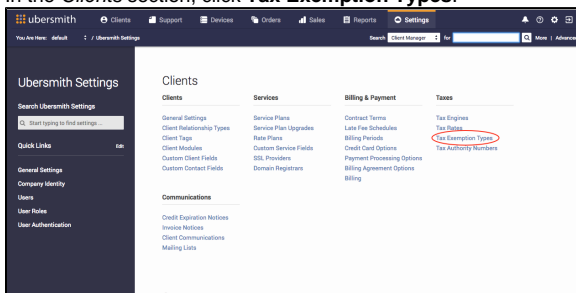 In the Clients section, click Tax Exemption Types.
ubersmith Clients Support Devices Orders Sales Reports Settings
You Are Here: default / Ubersmith Settings Search Client Manager for More | Advanced
Ubersmith Settings
Search Ubersmith Settings
Start typing to find settings ...
Quick Links Edit
General Settings
Company Identity
Users
User Roles
User Authentication
Clients
Clients Services Billing & Payment Taxes
General Settings Service Plans Contract Terms Tax Engines
Client Relationship Types Service Plan Upgrades Late Fee Schedules Tax Rates
Client Tags Rate Plans Billing Periods Tax Exemption Types
Client Modules Custom Service Fields Credit Card Options Tax Authority Numbers
Custom Client Fields SSL Providers Payment Processing Options
Custom Contact Fields Domain Registrars Billing Agreement Options
Billing
Communications
Credit Expiration Notices
Invoice Notices
Client Communications
Mailing Lists